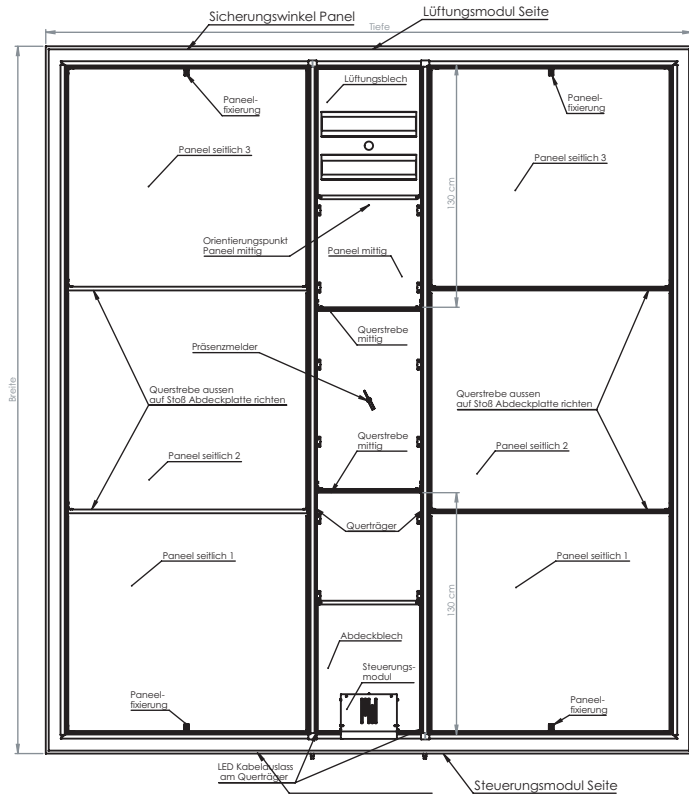 Sicherungswinkel Panel
Lüftungsmodul Seite
Tiefe
Lüftungsblech
Paneel-
fixierung
Paneel-
fixierung
Paneel seitlich 3
Paneel seitlich 3
130 cm
Orientierungspunkt
Paneel mittig
Paneel mittig
Querstrebe
mittig
Präsenzmelder
Breite
Querstrebe aussen
auf Stoß Abdeckplatte richten
Querstrebe aussen
auf Stoß Abdeckplatte richten
Querstrebe
mittig
Paneel seitlich 2
Paneel seitlich 2
Querträger
Paneel seitlich 1
Paneel seitlich 1
130 cm
Abdeckblech
Steuerungs-
modul
Paneel-
fixierung
Paneel-
fixierung
LED Kabelauslass
am Querträger
Steuerungsmodul Seite